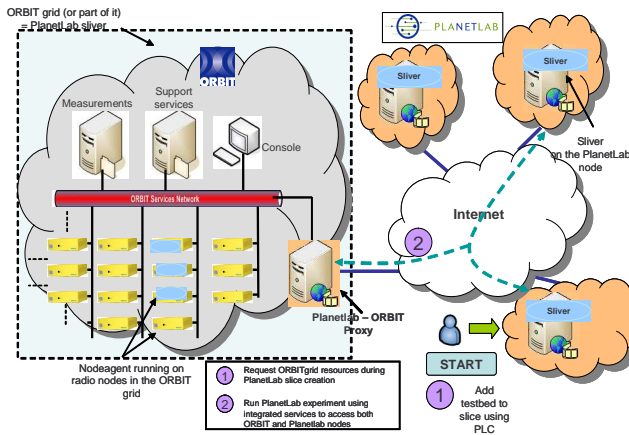 ORBIT grid (or part of it)
= PlanetLab sliver
ORBIT
PLANETLAB
Sliver
Sliver
Measurements
Support
services
Console
Sliver
on the PlanetLab
node
ORBIT Services Network
Internet
2
Planetlab – ORBIT
Proxy
Sliver
Nodeagent running on
radio nodes in the ORBIT
grid
START
1 Request ORBITgrid resources during
PlanetLab slice creation
2 Run PlanetLab experiment using
integrated services to access both
ORBIT and Planetlab nodes
1 Add
testbed to
slice using
PLC